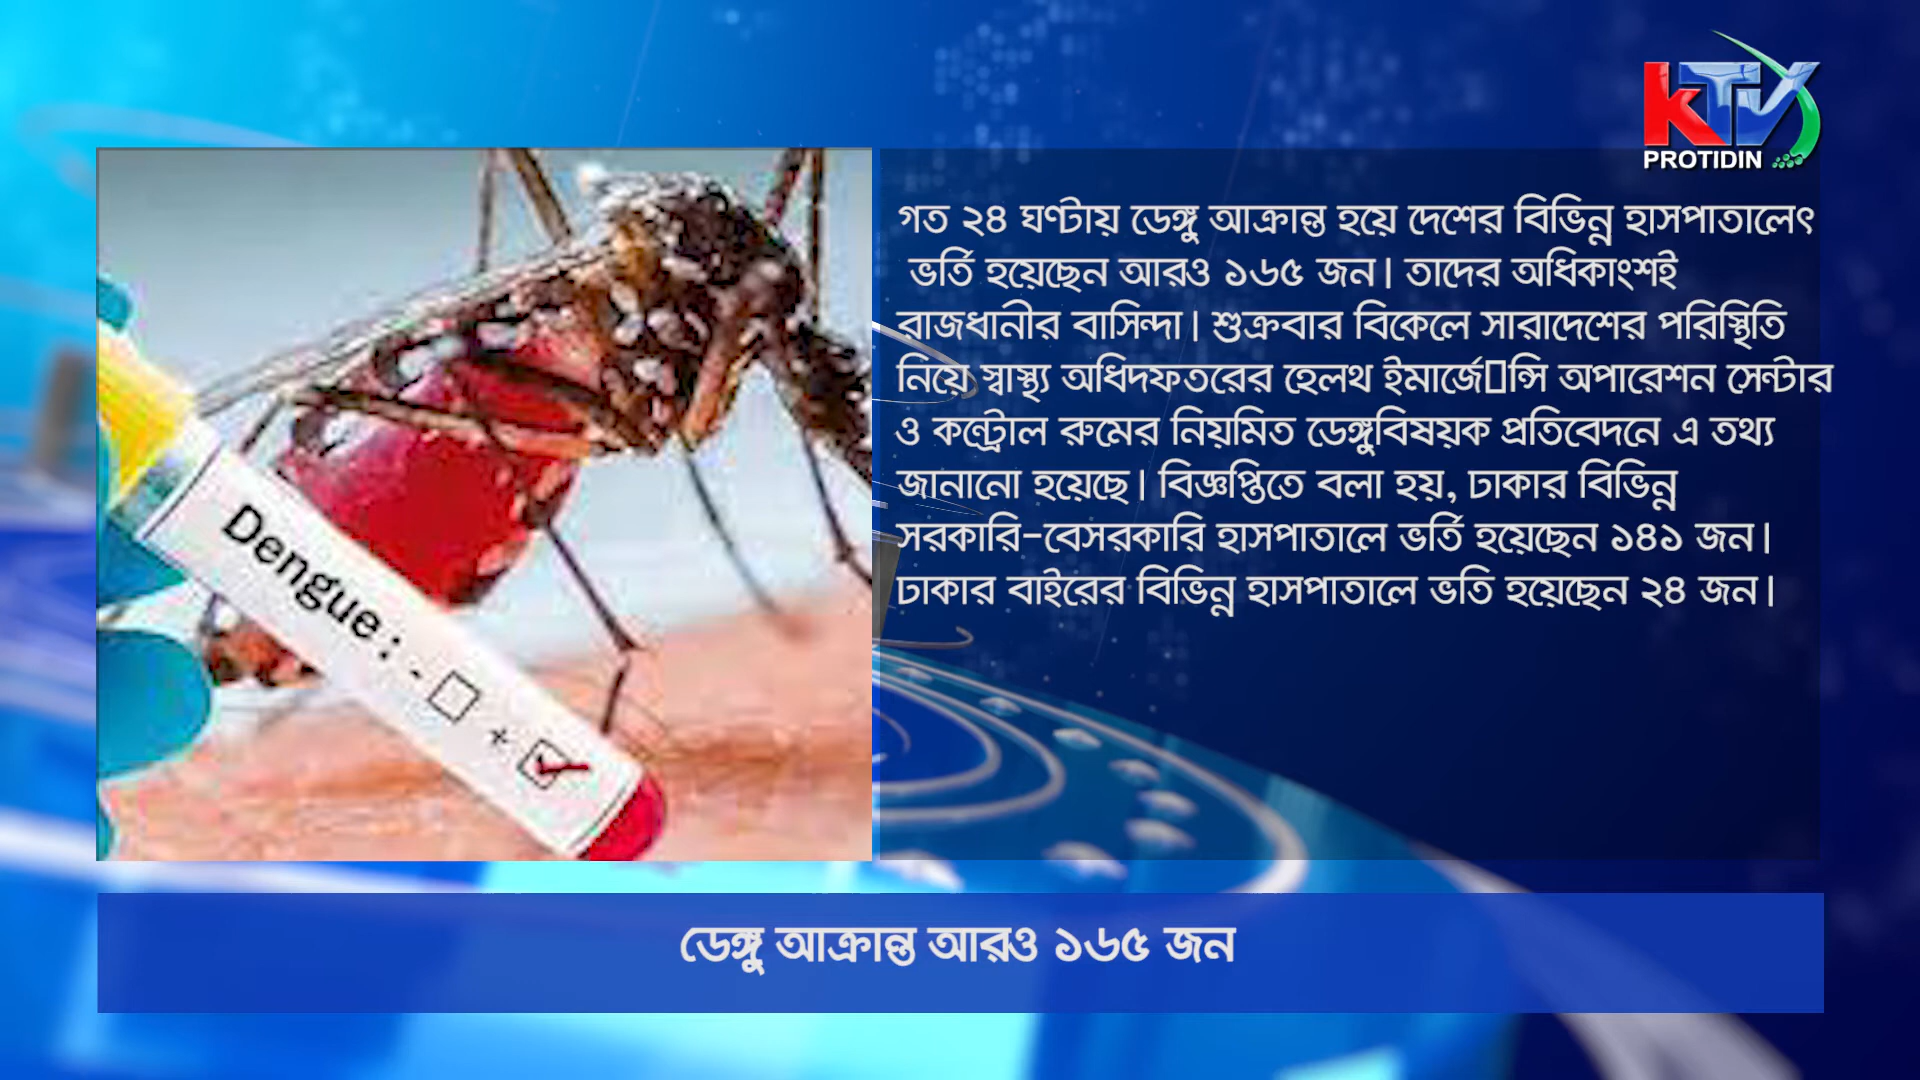 KTV
PROTIDIN
গত ২৪ ঘণ্টায় ডেঙ্গু আক্রান্ত হয়ে দেশের বিভিন্ন হাসপাতালেৎ
ভর্তি হয়েছেন আরও ১৬৫ জন। তাদের অধিকাংশই
রাজধানীর বাসিন্দা। শুক্রবার বিকেলে সারাদেশের পরিস্থিতি
নিয়ে স্বাস্থ্য অধিদফতরের হেলথ ইমার্জে□ন্সি অপারেশন সেন্টার
ও কন্ট্রোল রুমের নিয়মিত ডেঙ্গুবিষয়ক প্রতিবেদনে এ তথ্য
জানানো হয়েছে। বিজ্ঞপ্তিতে বলা হয়, ঢাকার বিভিন্ন
সরকারি-বেসরকারি হাসপাতালে ভর্তি হয়েছেন ১৪১ জন।
ঢাকার বাইরের বিভিন্ন হাসপাতালে ভতি হয়েছেন ২৪ জন।
Dengue : - □ + ☑
ডেঙ্গু আক্রান্ত আরও ১৬৫ জন